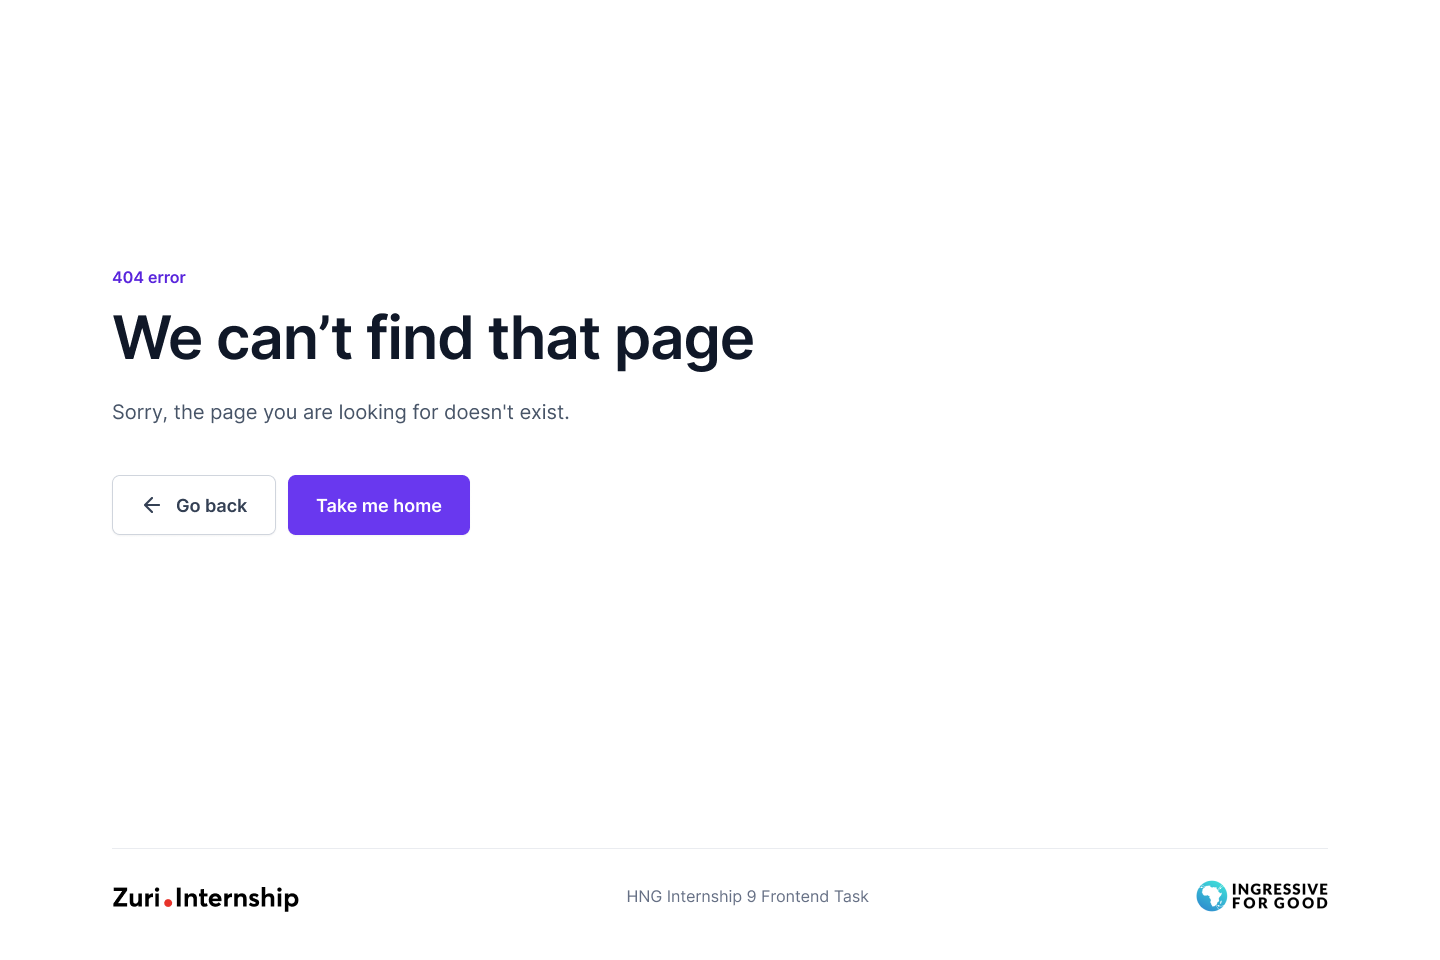 404 error
We can’t find that page
Sorry, the page you are looking for doesn't exist.
Go back
Take me home
Zuri.Internship
HNG Internship 9 Frontend Task
INGRESSIVE
FOR GOOD